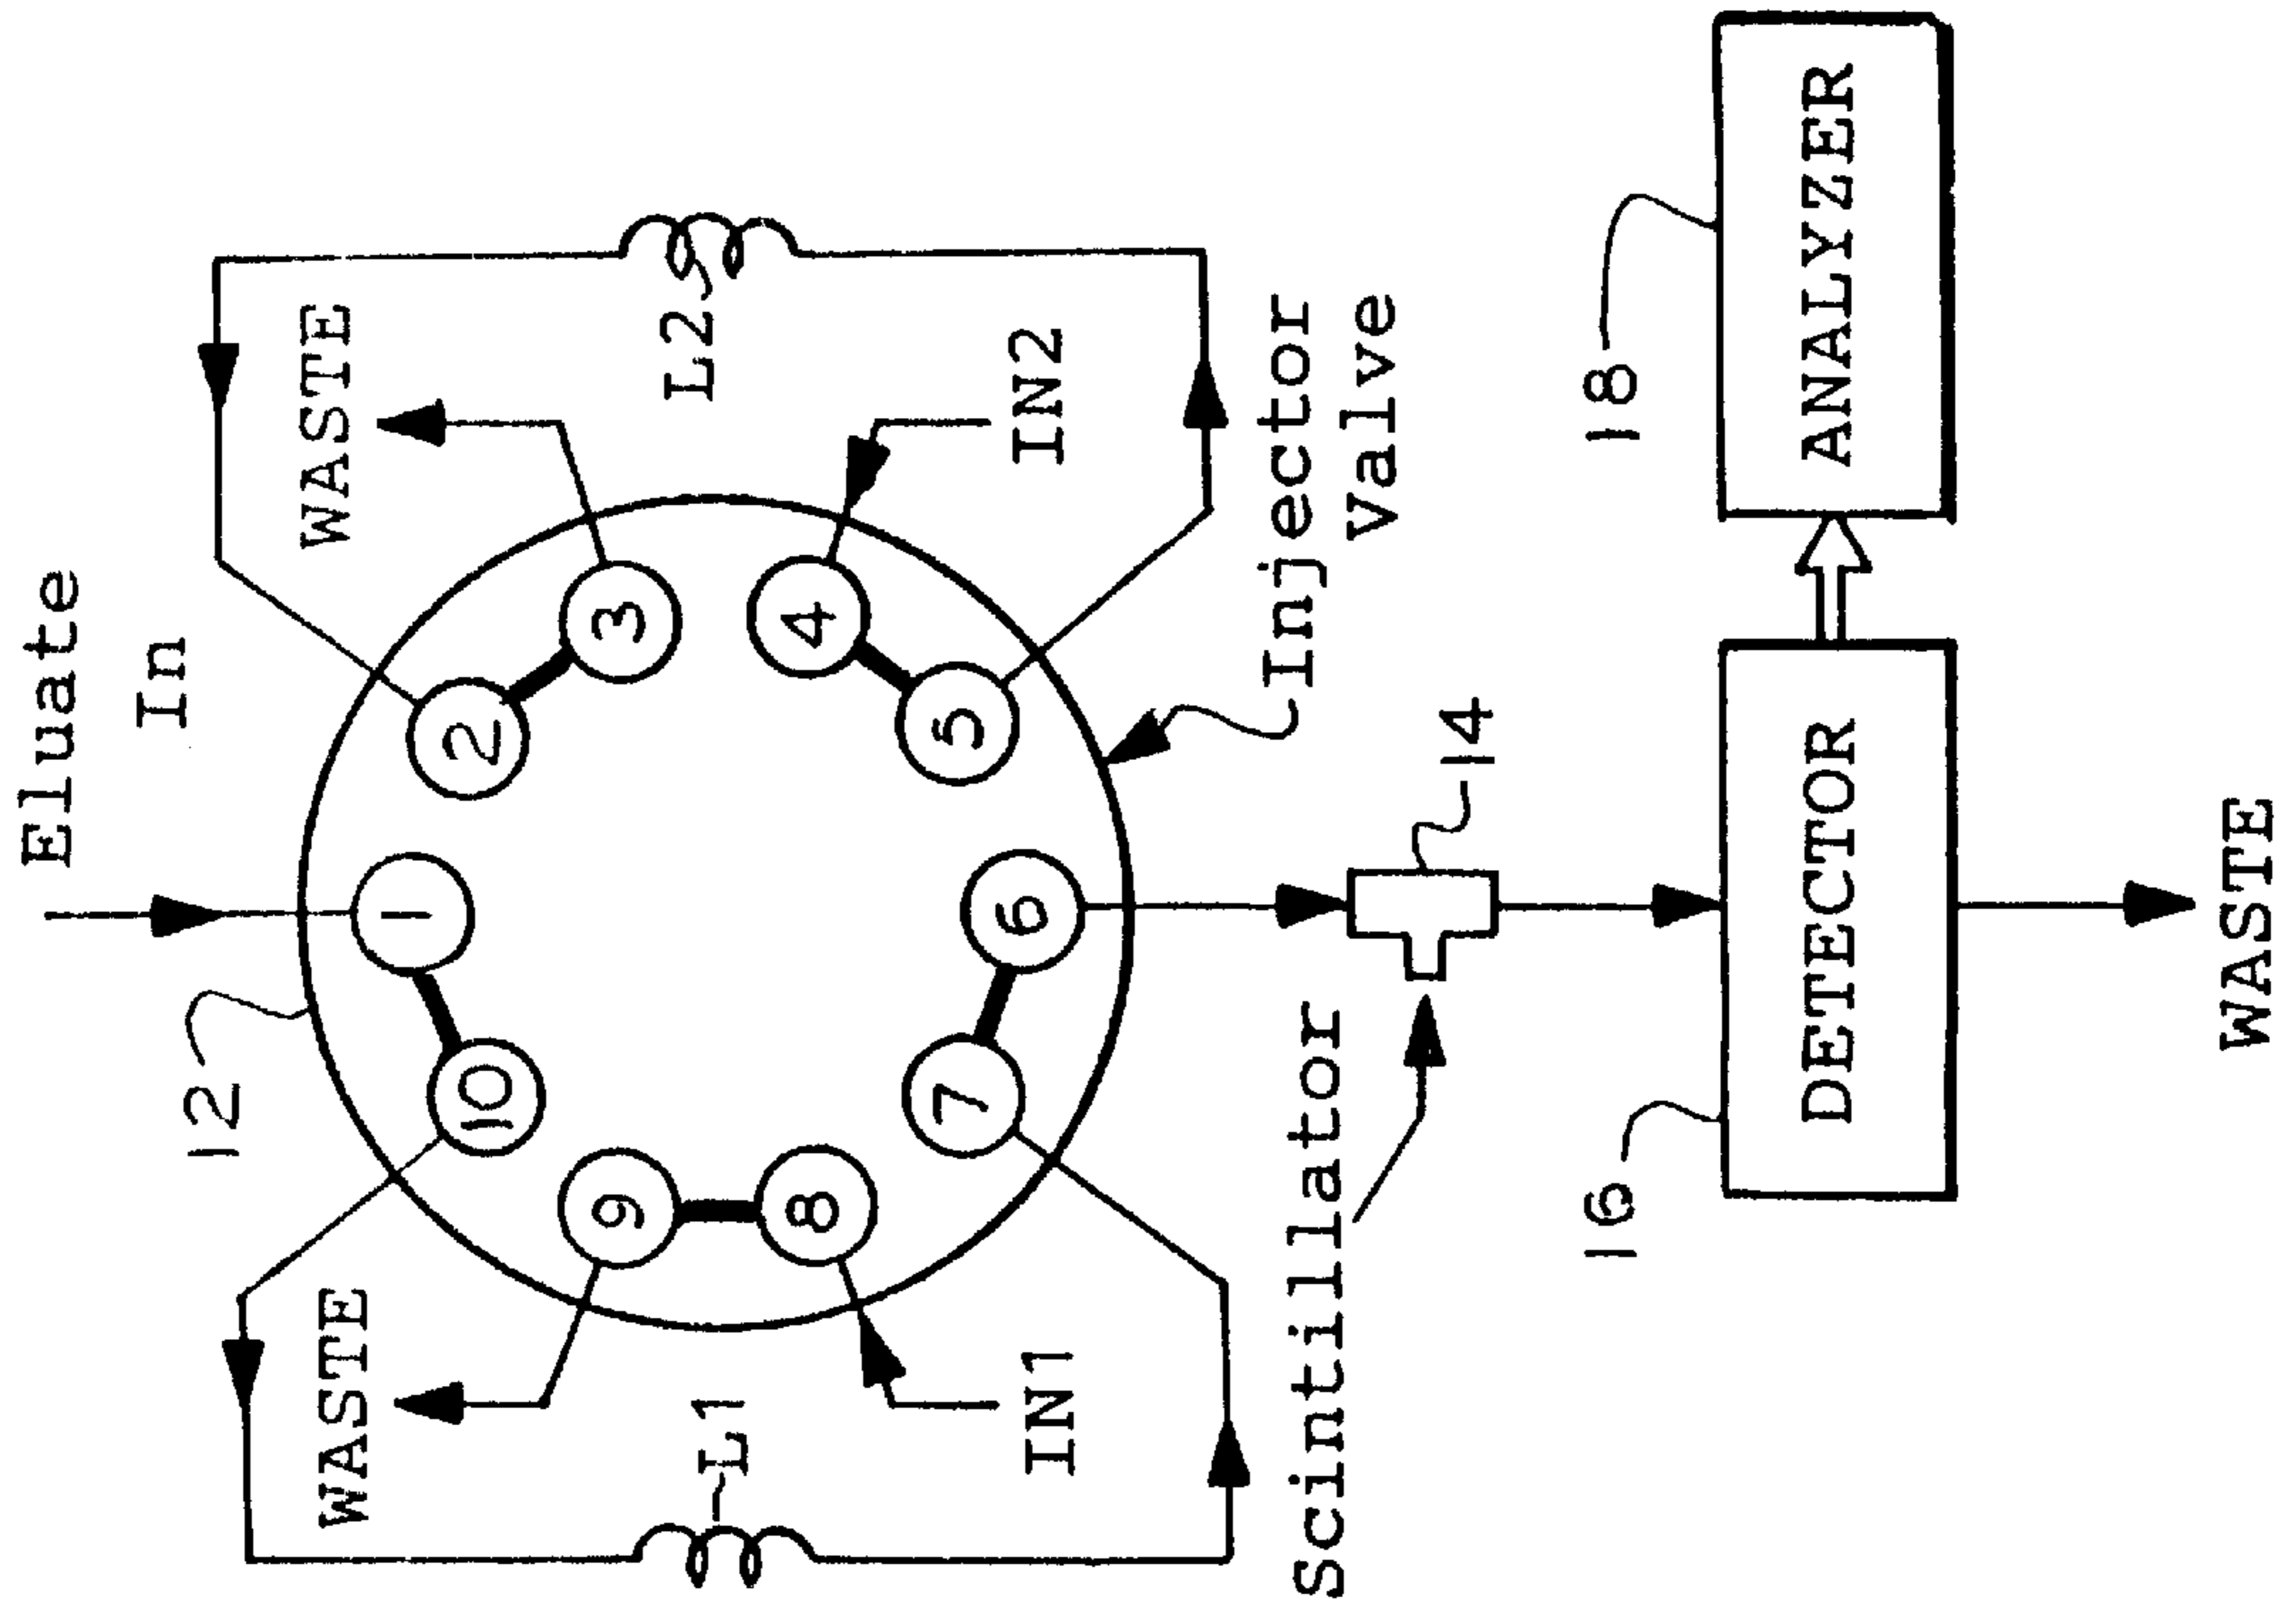 Eluate
In
12
1
2
3
4
5
6
7
8
9
10
WASTE
WASTE
L1
L2
IN1
IN2
Injector
Valve
Scintillator
14
16
DETECTOR
18
ANALYZER
WASTE